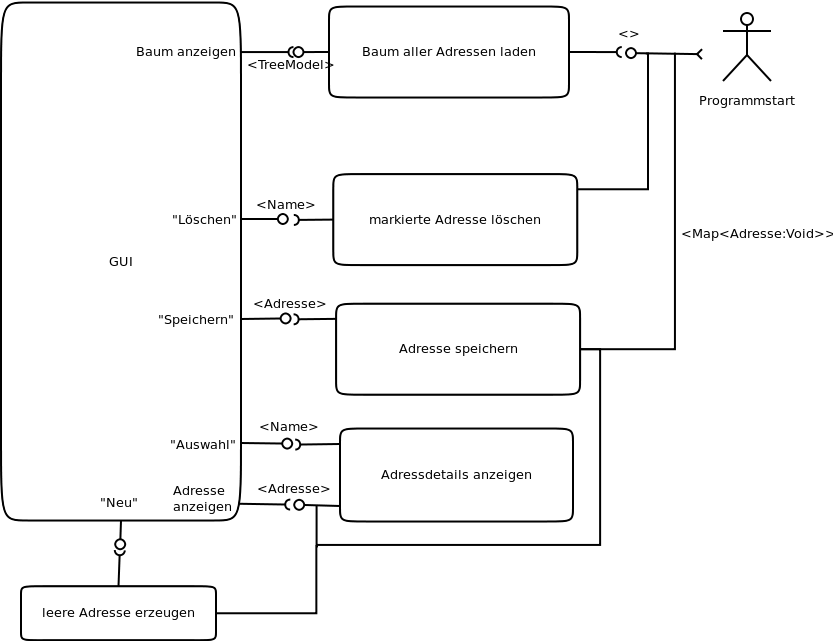 Baum anzeigen
<TreeModel>
Baum aller Adressen laden
<>
Programmstart
<Name>
"Löschen"
markierte Adresse löschen
<Map<Adresse:Void>>
GUI
<Adresse>
"Speichern"
Adresse speichern
<Name>
"Auswahl"
Adressdetails anzeigen
<Adresse>
Adresse
anzeigen
"Neu"
leere Adresse erzeugen